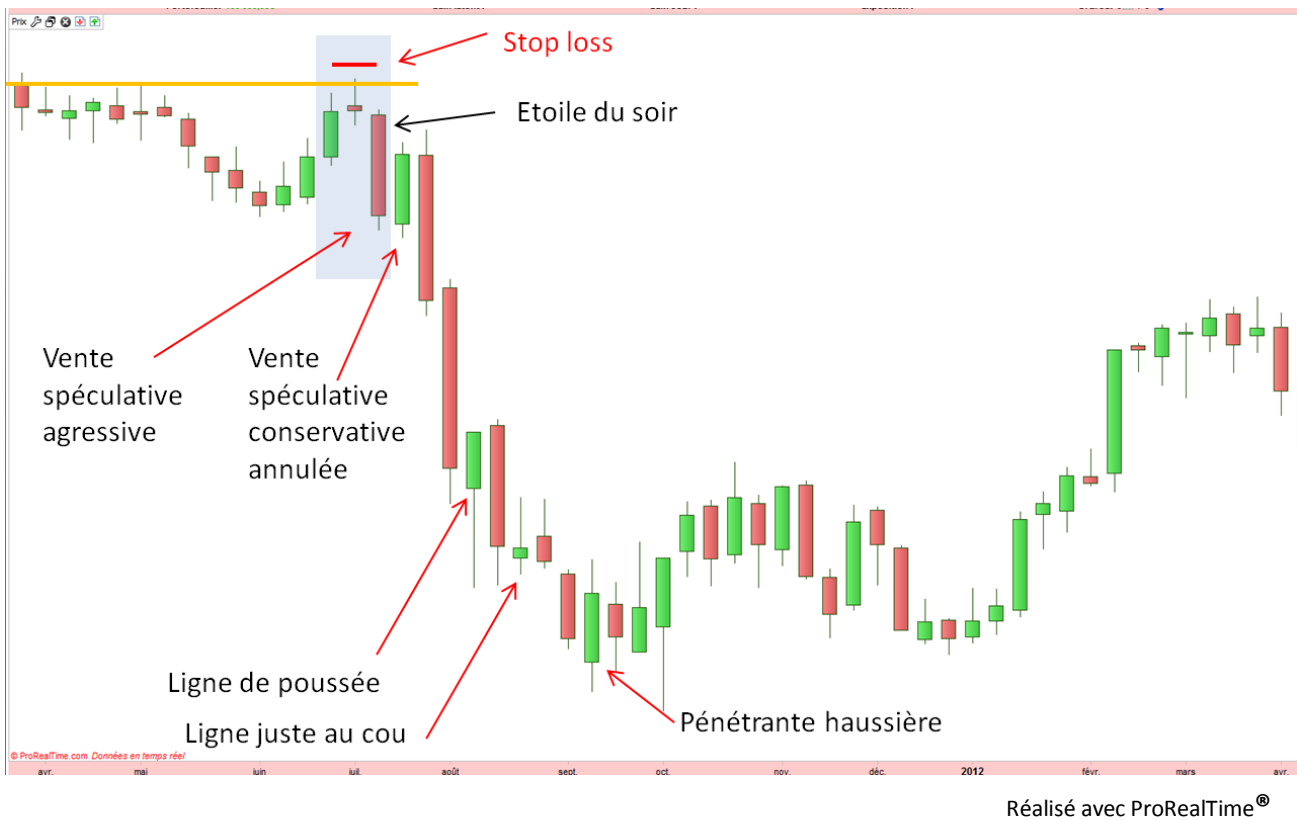 Prix
Stop loss
Etoile du soir
Vente
spéculative
agressive
Vente
spéculative
conservative
annulée
Ligne de poussée
Ligne juste au cou
Pénétrante haussière
© ProRealTime.com Données en temps réel
avr. mai juin juil. août sept. oct. nov. déc. 2012 févr. mars avr.
Réalisé avec ProRealTime®